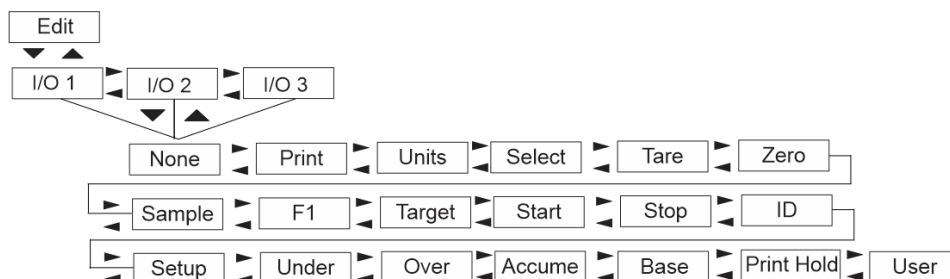 Edit
I/O 1 I/O 2 I/O 3
None Print Units Select Tare Zero
Sample F1 Target Start Stop ID
Setup Under Over Accume Base Print Hold User